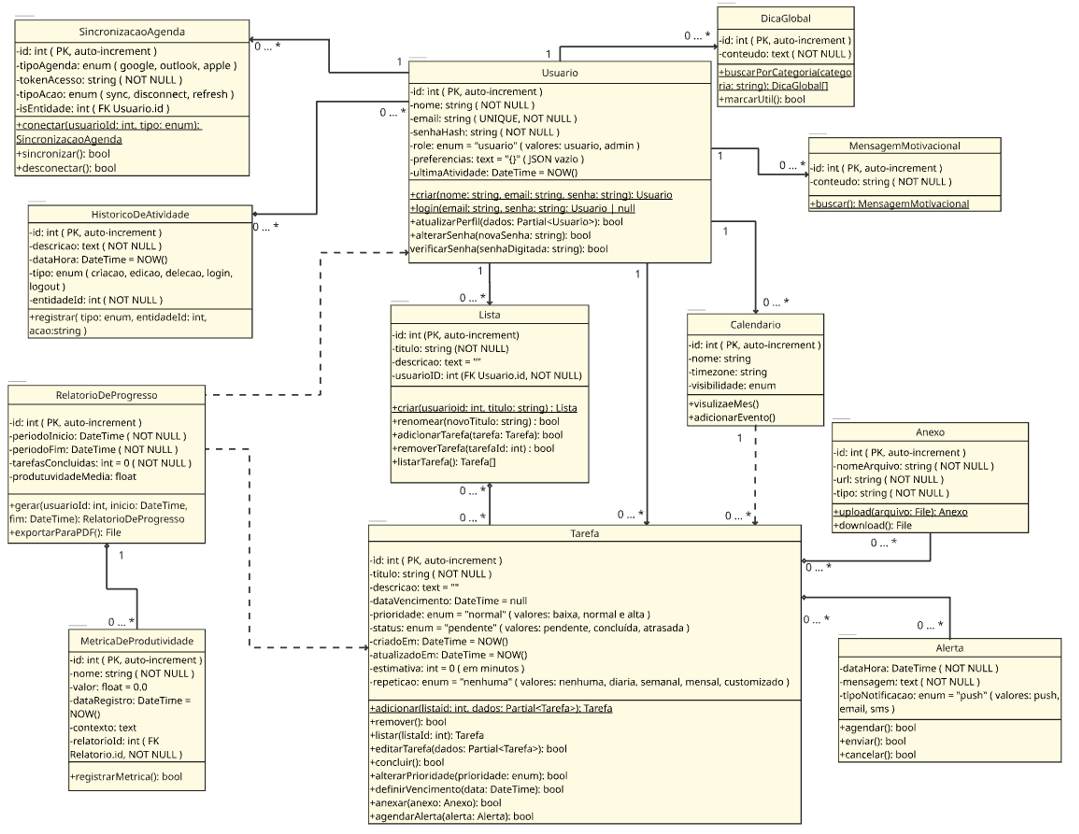 SincronizacaoAgenda
-id: int ( PK, auto-increment )
-tipoAgenda: enum ( google, outlook, apple )
-tokenAcesso: string ( NOT NULL )
-tipoAcao: enum ( sync, disconnect, refresh )
-isEntidade: int ( FK Usuario.id )
+conectar(usuarioId: int, tipo: enum):
SincronizacaoAgenda
+sincronizar(): bool
+desconectar(): bool
0 ... *
1
Usuario
-id: int ( PK, auto-increment )
-nome: string ( NOT NULL )
-email: string ( UNIQUE, NOT NULL )
-senhaHash: string ( NOT NULL )
-role: enum = "usuario" ( valores: usuario, admin )
-preferencias: text = "{}" ( JSON vazio )
-ultimaAtividade: DateTime = NOW()
+criar(nome: string, email: string, senha: string): Usuario
+login(email: string, senha: string: Usuario | null
+atualizarPerfil(dados: Partial<Usuario>): bool
+alterarSenha(novaSenha: string): bool
verificarSenha(senhaDigitada: string): bool
0 ... *
1
0 ... *
DicaGlobal
-id: int ( PK, auto-increment )
-conteudo: text ( NOT NULL )
+buscarPorCategoria(catego
ria: string): DicaGlobal[]
+marcarUtil(): bool
1
0 ... *
MensagemMotivacional
-id: int ( PK, auto-increment )
-conteudo: string ( NOT NULL )
+buscar(): MensagemMotivacional
HistoricoDeAtividade
-id: int ( PK, auto-increment )
-descricao: text ( NOT NULL )
-dataHora: DateTime = NOW()
-tipo: enum ( criacao, edicao, delecao, login,
logout )
-entidadeId: int ( NOT NULL )
+registrar( tipo: enum, entidadeId: int,
acao:string )
0 ... *
1
0 ... *
Lista
-id: int (PK, auto-increment)
-titulo: string (NOT NULL)
-descricao: text = ""
-usuarioID: int (FK Usuario.id, NOT NULL)
+criar(usuarioid: int, titulo: string) : Lista
+renomear(novoTitulo: string) : bool
+adicionarTarefa(tarefa: Tarefa): bool
+removerTarefa(tarefaId: int) : bool
+listarTarefa(): Tarefa[]
0 ... *
0 ... *
1
0 ... *
1
0 ... *
Calendario
-id: int ( PK, auto-increment )
-nome: string
-timezone: string
-visibilidade: enum
+visulizaeMes()
+adicionarEvento()
1
0 ... *
RelatorioDeProgresso
-id: int ( PK, auto-increment )
-periodoInicio: DateTime ( NOT NULL )
-periodoFim: DateTime ( NOT NULL )
-tarefasConcluidas: int = 0 ( NOT NULL )
-produtuvidadeMedia: float
+gerar(usuarioId: int, inicio: DateTime,
fim: DateTime): RelatorioDeProgresso
+exportarParaPDF(): File
1
0 ... *
MetricaDeProdutividade
-id: int ( PK, auto-increment )
-nome: string ( NOT NULL )
-valor: float = 0,0
-dataRegistro: DateTime =
NOW()
-contexto: text
-relatorioId: int ( FK
Relatorio.id, NOT NULL )
+registrarMetrica(): bool
Tarefa
-id: int ( PK, auto-increment )
-titulo: string ( NOT NULL )
-descricao: text = ""
-dataVencimento: DateTime = null
-prioridade: enum = "normal" ( valores: baixa, normal e alta )
-status: enum = "pendente" ( valores: pendente, concluída, atrasada )
-criadoEm: DateTime = NOW()
-atualizadoEm: DateTime = NOW()
-estimativa: int = 0 ( em minutos )
-repeticao: enum = "nenhuma" ( valores: nenhuma, diaria, semanal, mensal, customizado )
+adicionar(listaid: int, dados: Partial<Tarefa>): Tarefa
+remover(): bool
+listar(listaId: int): Tarefa
+editarTarefa(dados: Partial<Tarefa>): bool
+concluir(): bool
+alterarPrioridade(prioridade: enum): bool
+definirVencimento(data: DateTime): bool
+anexar(anexo: Anexo): bool
+agendarAlerta(alerta: Alerta): bool
Anexo
-id: int ( PK, auto-increment )
-nomeArquivo: string ( NOT NULL )
-url: string ( NOT NULL )
-tipo: string ( NOT NULL )
+upload(arquivo: File): Anexo
+download(): File
0 ... *
0 ... *
0 ... *
0 ... *
Alerta
-dataHora: DateTime ( NOT NULL )
-mensagem: text ( NOT NULL )
-tipoNotificacao: enum = "push" ( valores: push,
email, sms )
+agendar(): bool
+enviar(): bool
+cancelar(): bool